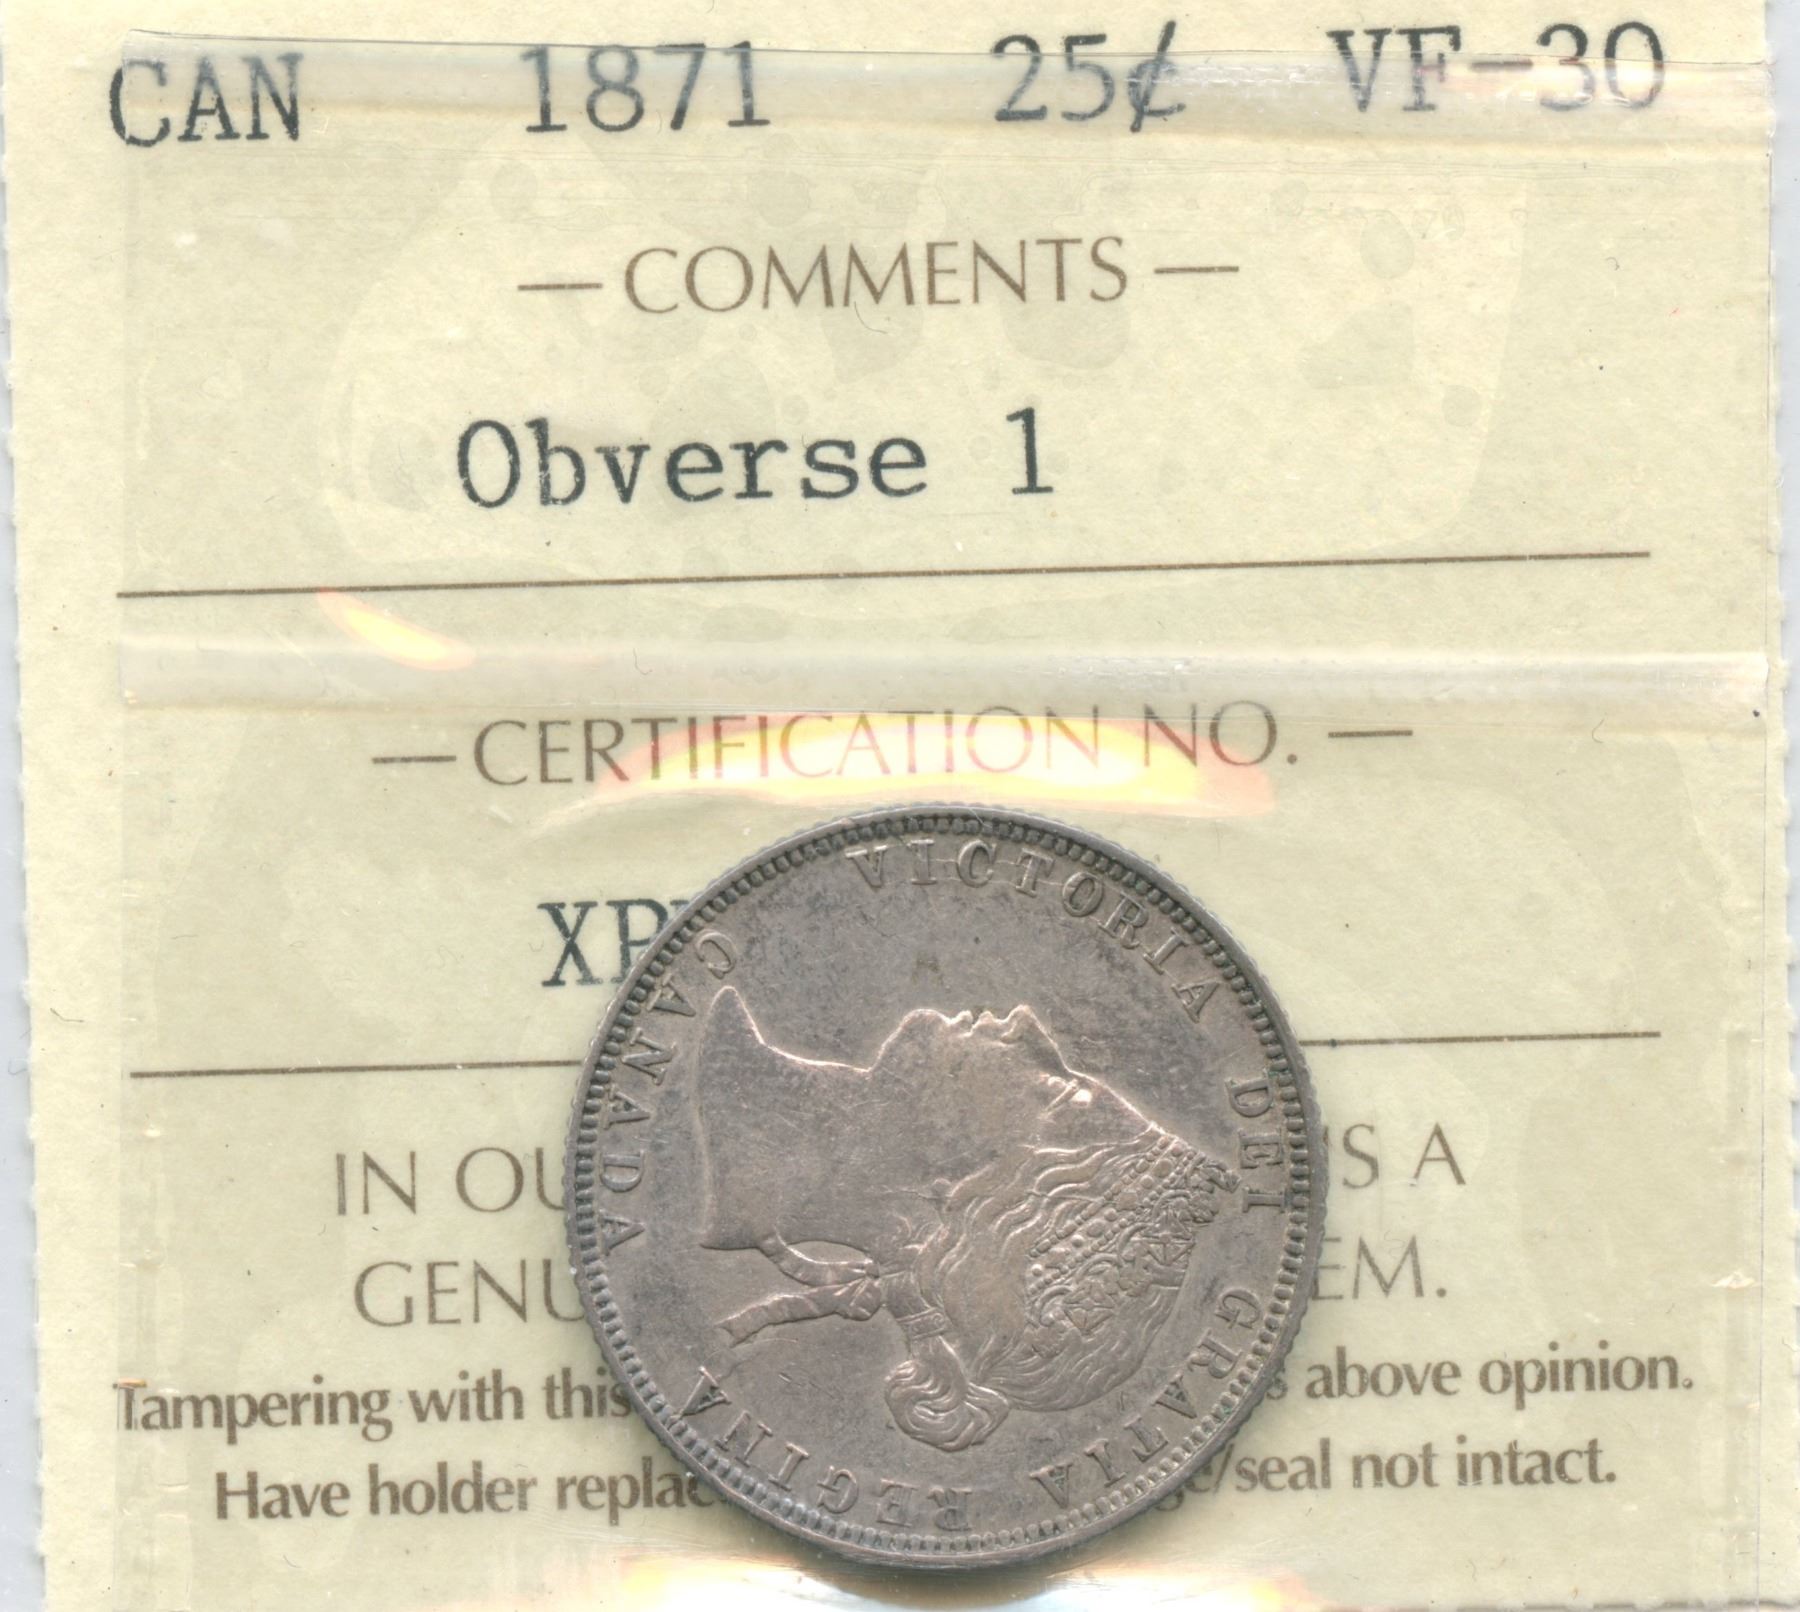 CAN 1871 25¢ VF-30
— COMMENTS —
Obverse 1
— CERTIFICATION NO. —
XP
IN OU S A
GENU EM.
Tampering with this above opinion.
Have holder replac e/seal not intact.
VICTORIA DEI GRATIA REGINA
CANADA